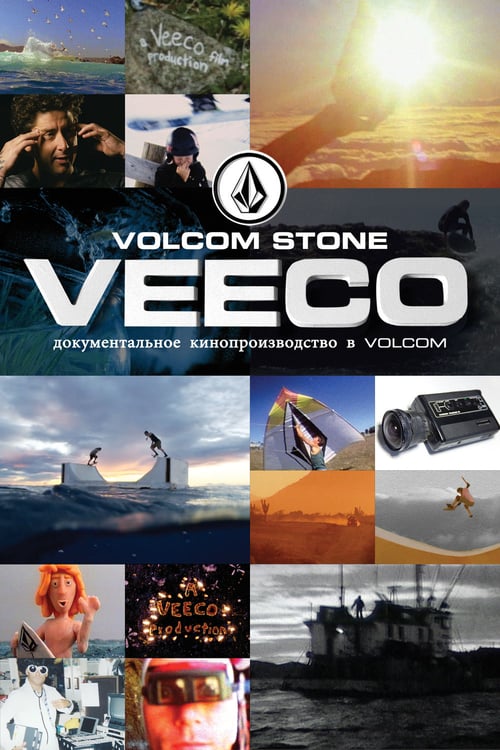 a Veeco film
production
VOLCOM STONE
VEECO
документальное кинопроизводство в VOLCOM
A
VEECO
Production